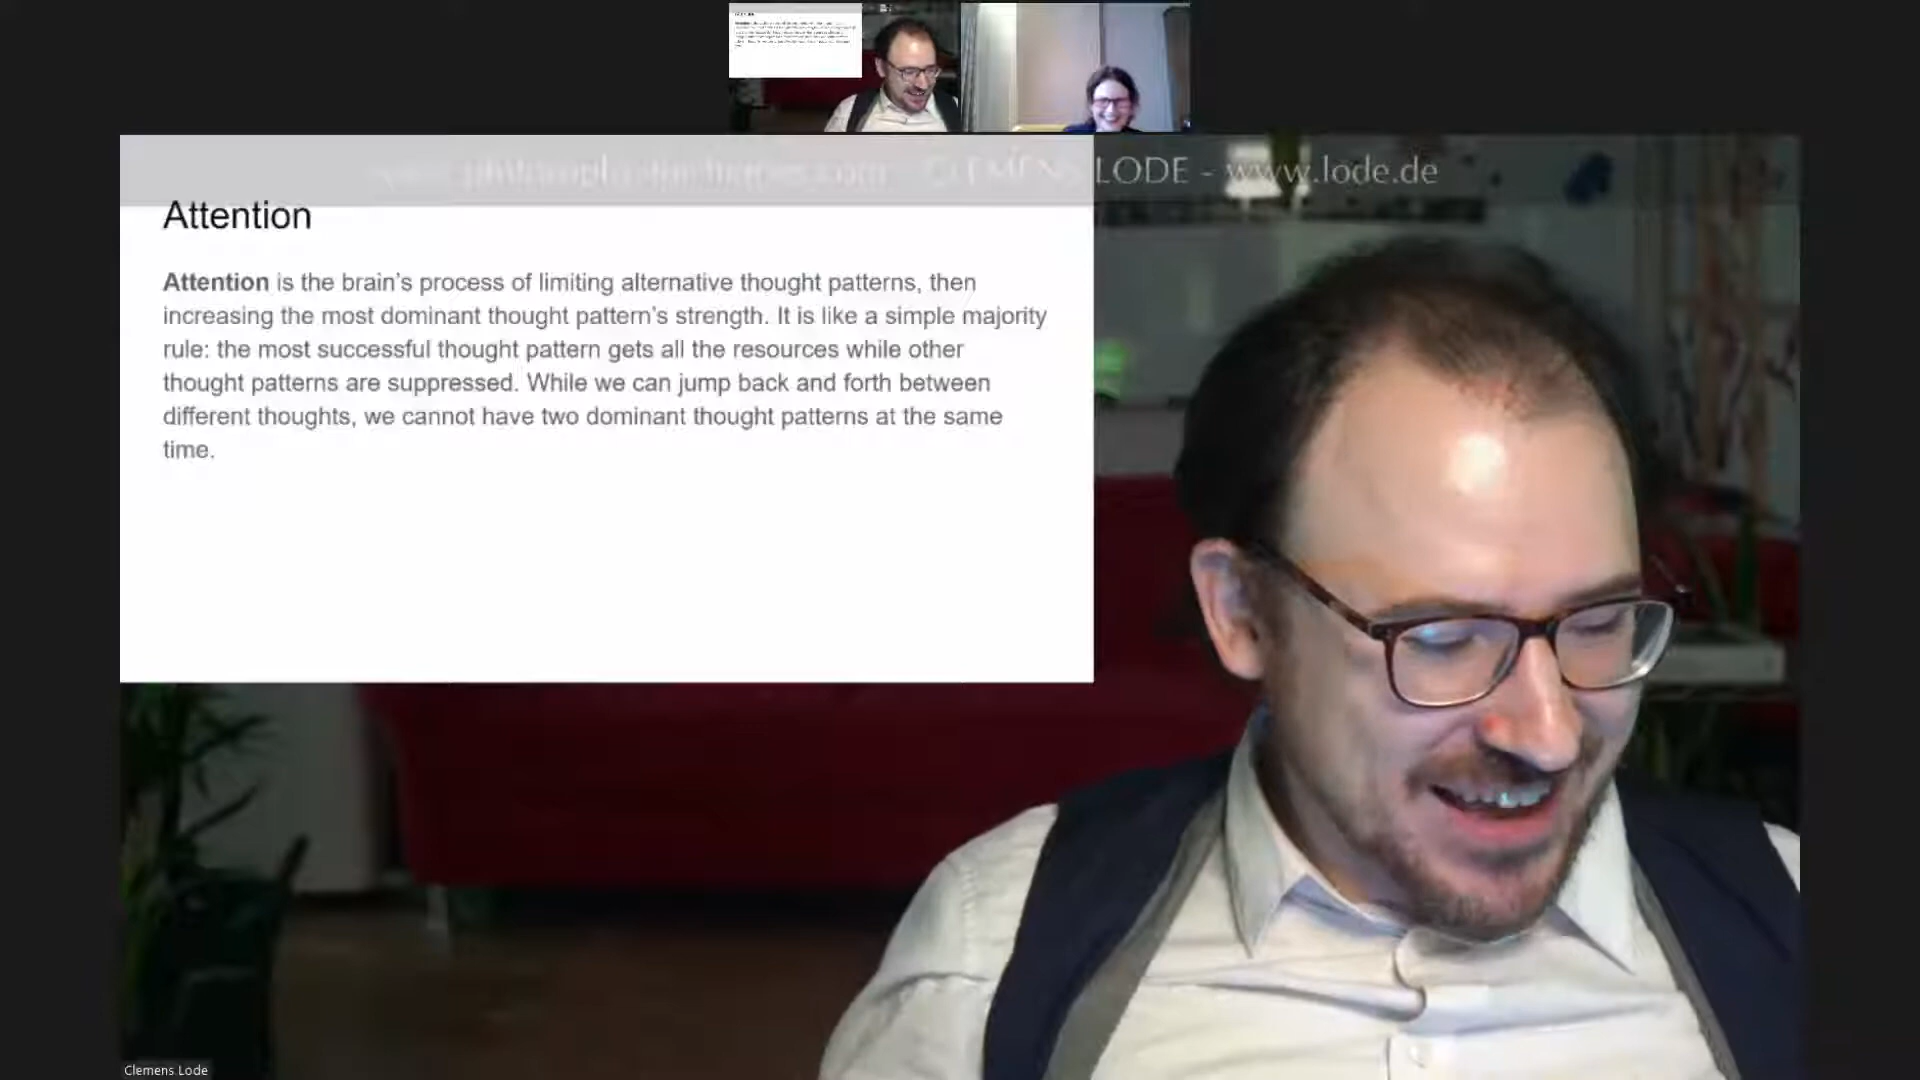 CLEMENS LODE - www.lode.de
Attention
Attention is the brain’s process of limiting alternative thought patterns, then
increasing the most dominant thought pattern’s strength. It is like a simple majority
rule: the most successful thought pattern gets all the resources while other
thought patterns are suppressed. While we can jump back and forth between
different thoughts, we cannot have two dominant thought patterns at the same
time.
Clemens Lode